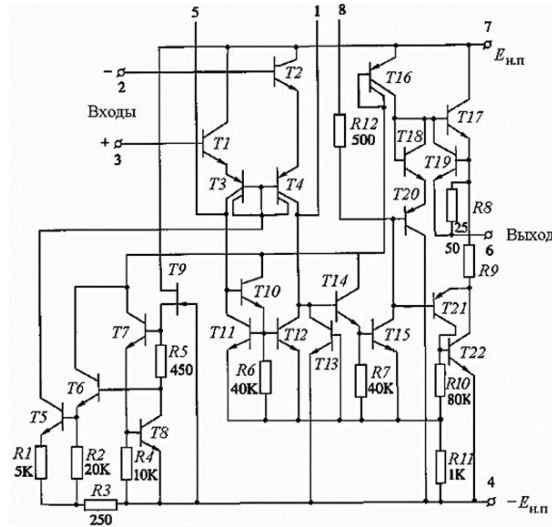 5
1
8
7
Eи.п
−
2
T2
T16
T17
Входы
R12
500
T18
T19
+
3
T1
T3
T4
T20
R8
25
50
Выход
6
T9
R9
T10
T14
T21
T7
T11
T12
T13
T15
T22
R5
450
R6
40K
R7
40K
R10
80K
T6
T5
T8
R1
5K
R2
20K
R4
10K
R11
1K
R3
250
4
−Eи.п